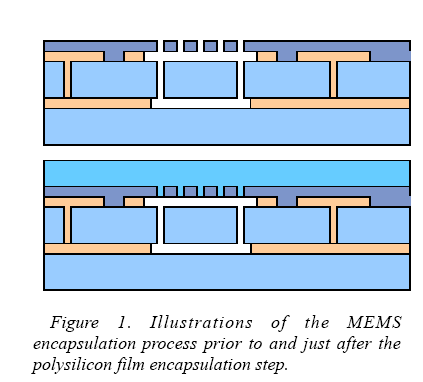 Figure 1. Illustrations of the MEMS
encapsulation process prior to and just after the
polysilicon film encapsulation step.